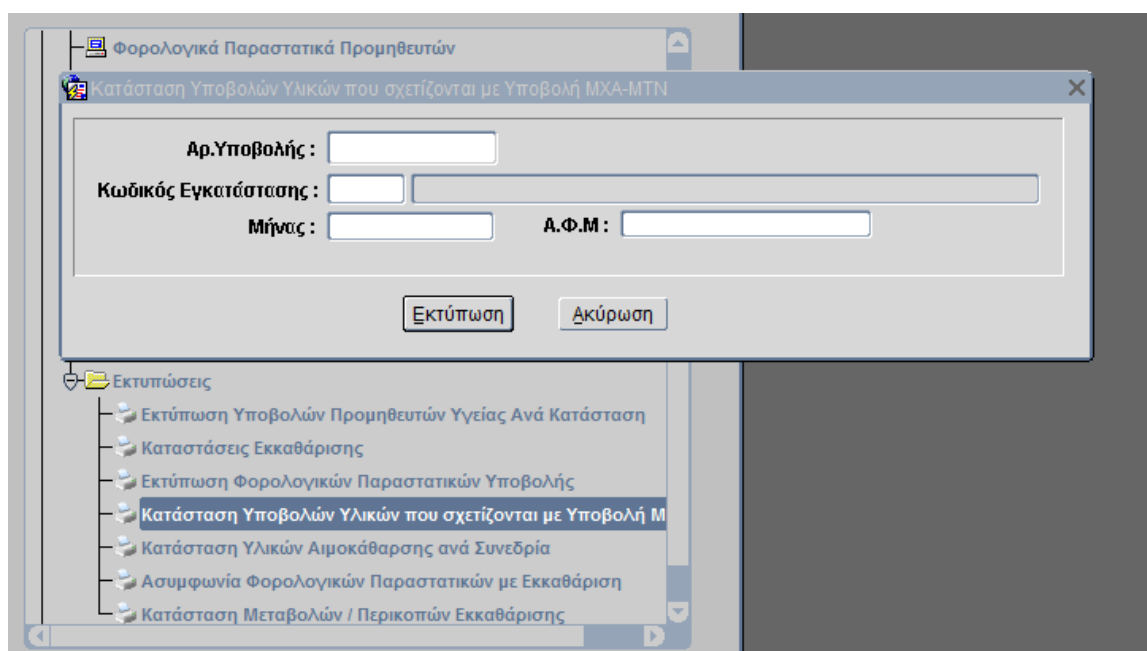 Φορολογικά Παραστατικά Προμηθευτών
Κατάσταση Υποβολών Υλικών που σχετίζονται με Υποβολή ΜΧΑ-ΜΤΝ
Αρ.Υποβολής :
Κωδικός Εγκατάστασης :
Μήνας : Α.Φ.Μ :
Εκτύπωση Ακύρωση
Εκτυπώσεις
Εκτύπωση Υποβολών Προμηθευτών Υγείας Ανά Κατάσταση
Καταστάσεις Εκκαθάρισης
Εκτύπωση Φορολογικών Παραστατικών Υποβολής
Κατάσταση Υποβολών Υλικών που σχετίζονται με Υποβολή Μ
Κατάσταση Υλικών Αιμοκάθαρσης ανά Συνεδρία
Ασυμφωνία Φορολογικών Παραστατικών με Εκκαθάριση
Κατάσταση Μεταβολών / Περικοπών Εκκαθάρισης